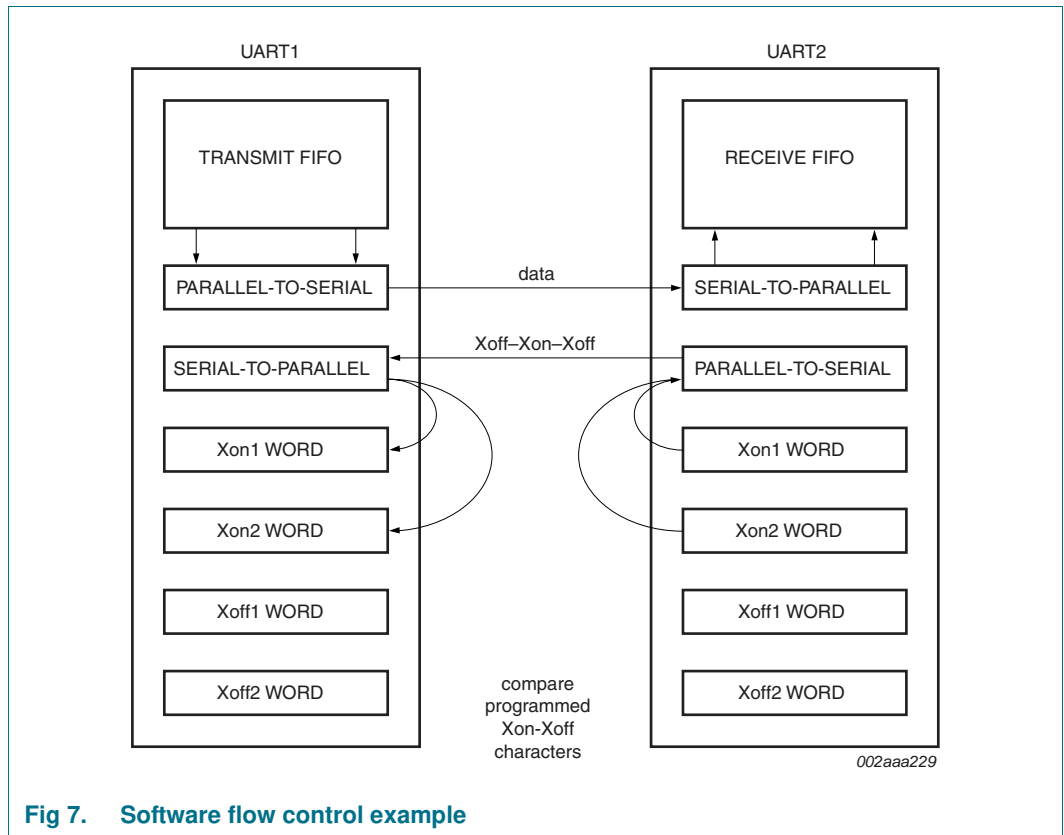 UART1
UART2
TRANSMIT FIFO
RECEIVE FIFO
PARALLEL-TO-SERIAL
data
SERIAL-TO-PARALLEL
SERIAL-TO-PARALLEL
Xoff–Xon–Xoff
PARALLEL-TO-SERIAL
Xon1 WORD
Xon1 WORD
Xon2 WORD
Xon2 WORD
Xoff1 WORD
Xoff1 WORD
Xoff2 WORD
Xoff2 WORD
compare
programmed
Xon-Xoff
characters
002aaa229
Fig 7. Software flow control example